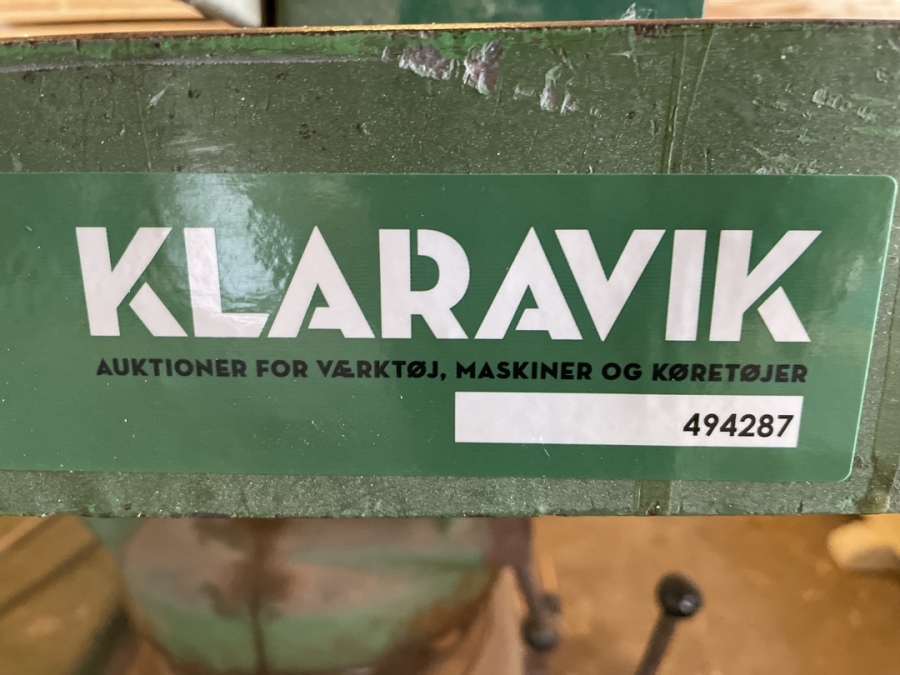 KLARAVIK
AUKTIONER FOR VÆRKTØJ, MASKINER OG KØRETØJER
494287